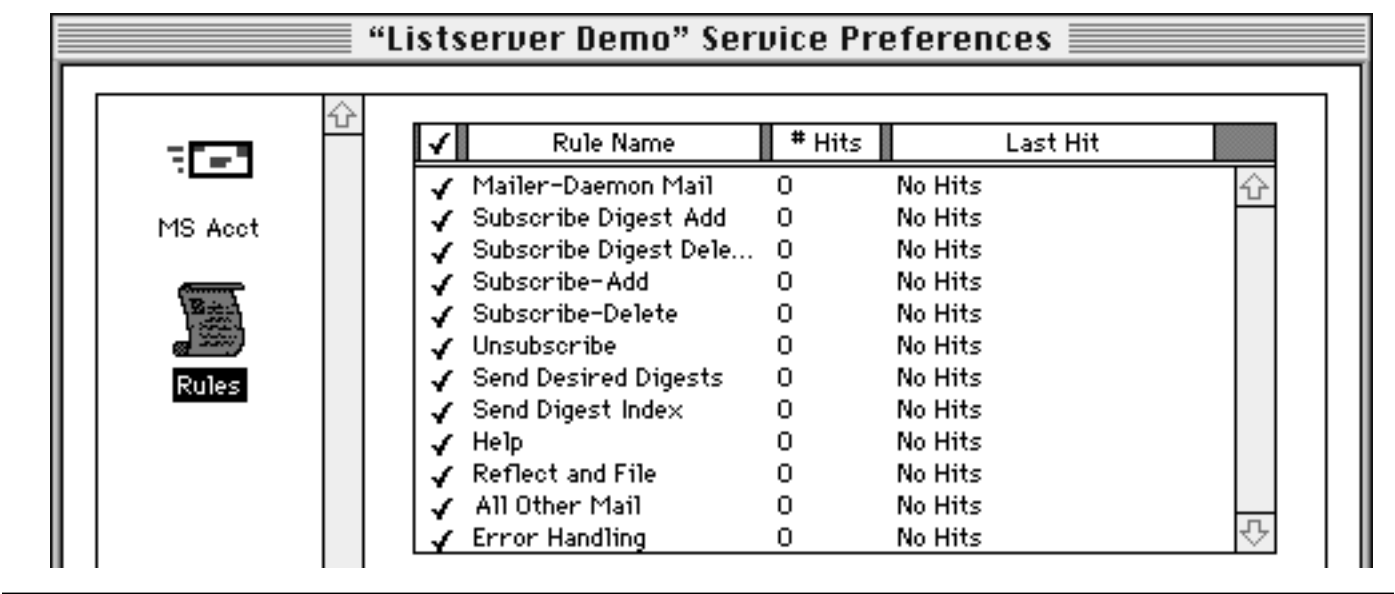 “Listserver Demo” Service Preferences
MS Acct
Rules
✓ Rule Name # Hits Last Hit
✓ Mailer-Daemon Mail 0 No Hits
✓ Subscribe Digest Add 0 No Hits
✓ Subscribe Digest Dele... 0 No Hits
✓ Subscribe-Add 0 No Hits
✓ Subscribe-Delete 0 No Hits
✓ Unsubscribe 0 No Hits
✓ Send Desired Digests 0 No Hits
✓ Send Digest Index 0 No Hits
✓ Help 0 No Hits
✓ Reflect and File 0 No Hits
✓ All Other Mail 0 No Hits
✓ Error Handling 0 No Hits